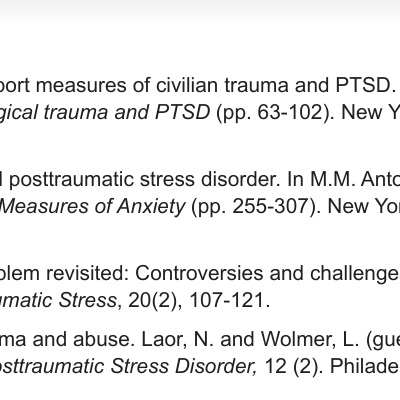 port measures of civilian trauma and PTSD.
gical trauma and PTSD (pp. 63-102). New Y
l posttraumatic stress disorder. In M.M. Anto
Measures of Anxiety (pp. 255-307). New Yor
blem revisited: Controversies and challenge
umatic Stress, 20(2), 107-121.
ma and abuse. Laor, N. and Wolmer, L. (gue
osttraumatic Stress Disorder, 12 (2). Philade